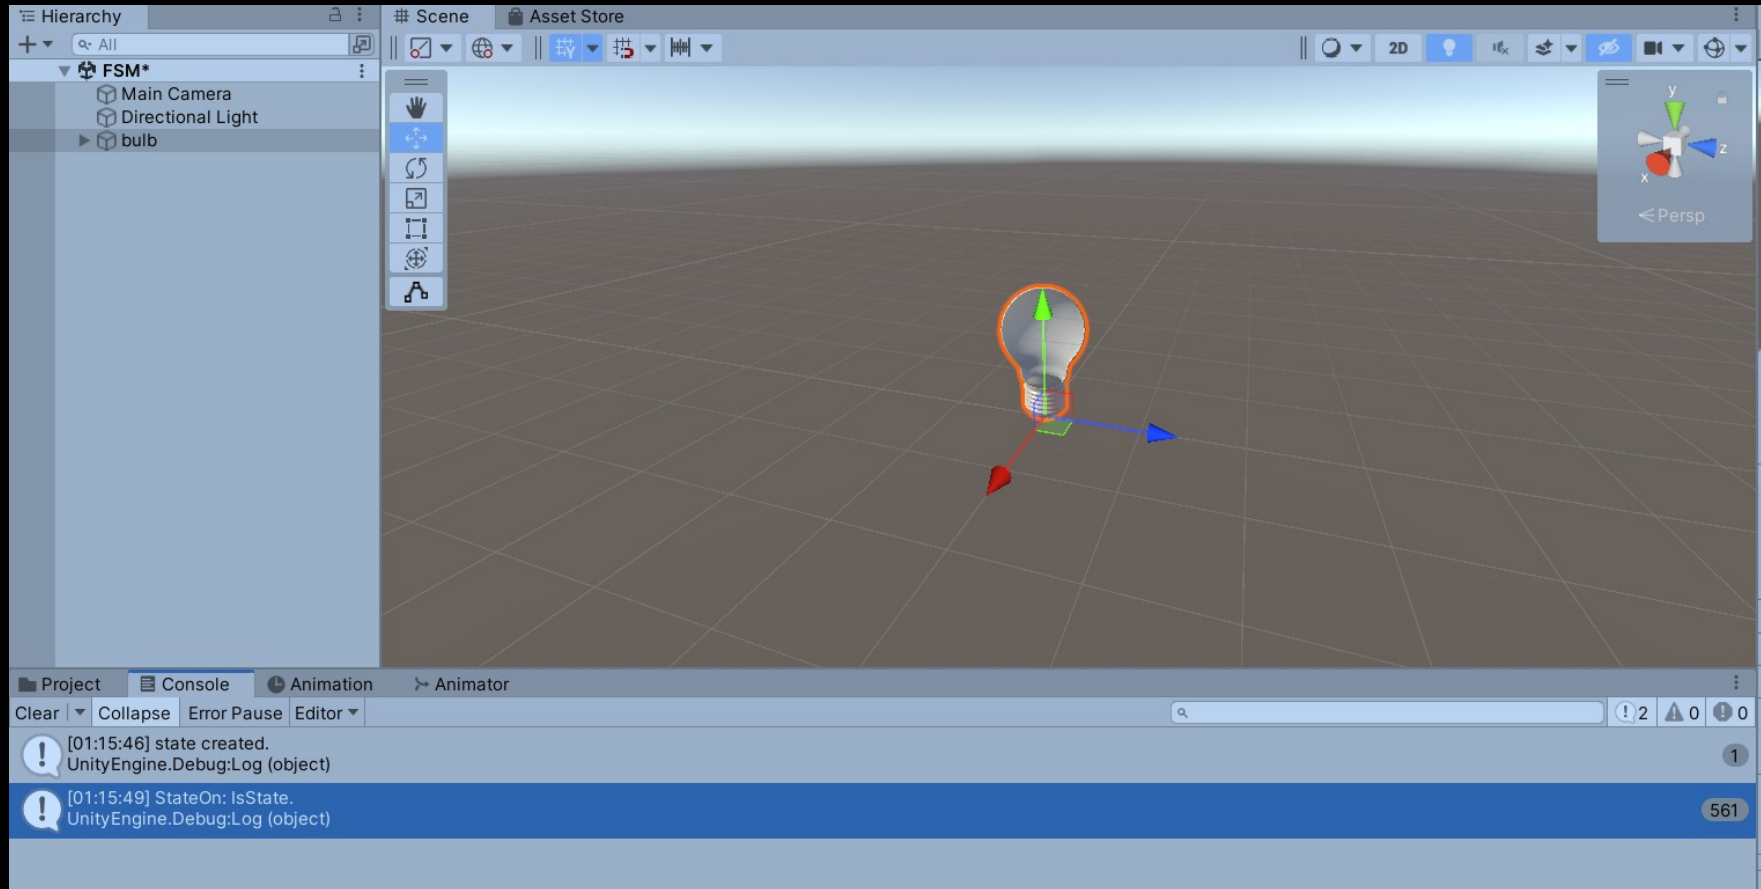 Hierarchy
All
FSM*
Main Camera
Directional Light
bulb
Scene
Asset Store
2D
y
z
x
Persp
Project
Console
Animation
Animator
Clear
Collapse
Error Pause
Editor
2
0
0
[01:15:46] state created.
UnityEngine.Debug:Log (object)
1
[01:15:49] StateOn: IsState.
UnityEngine.Debug:Log (object)
561